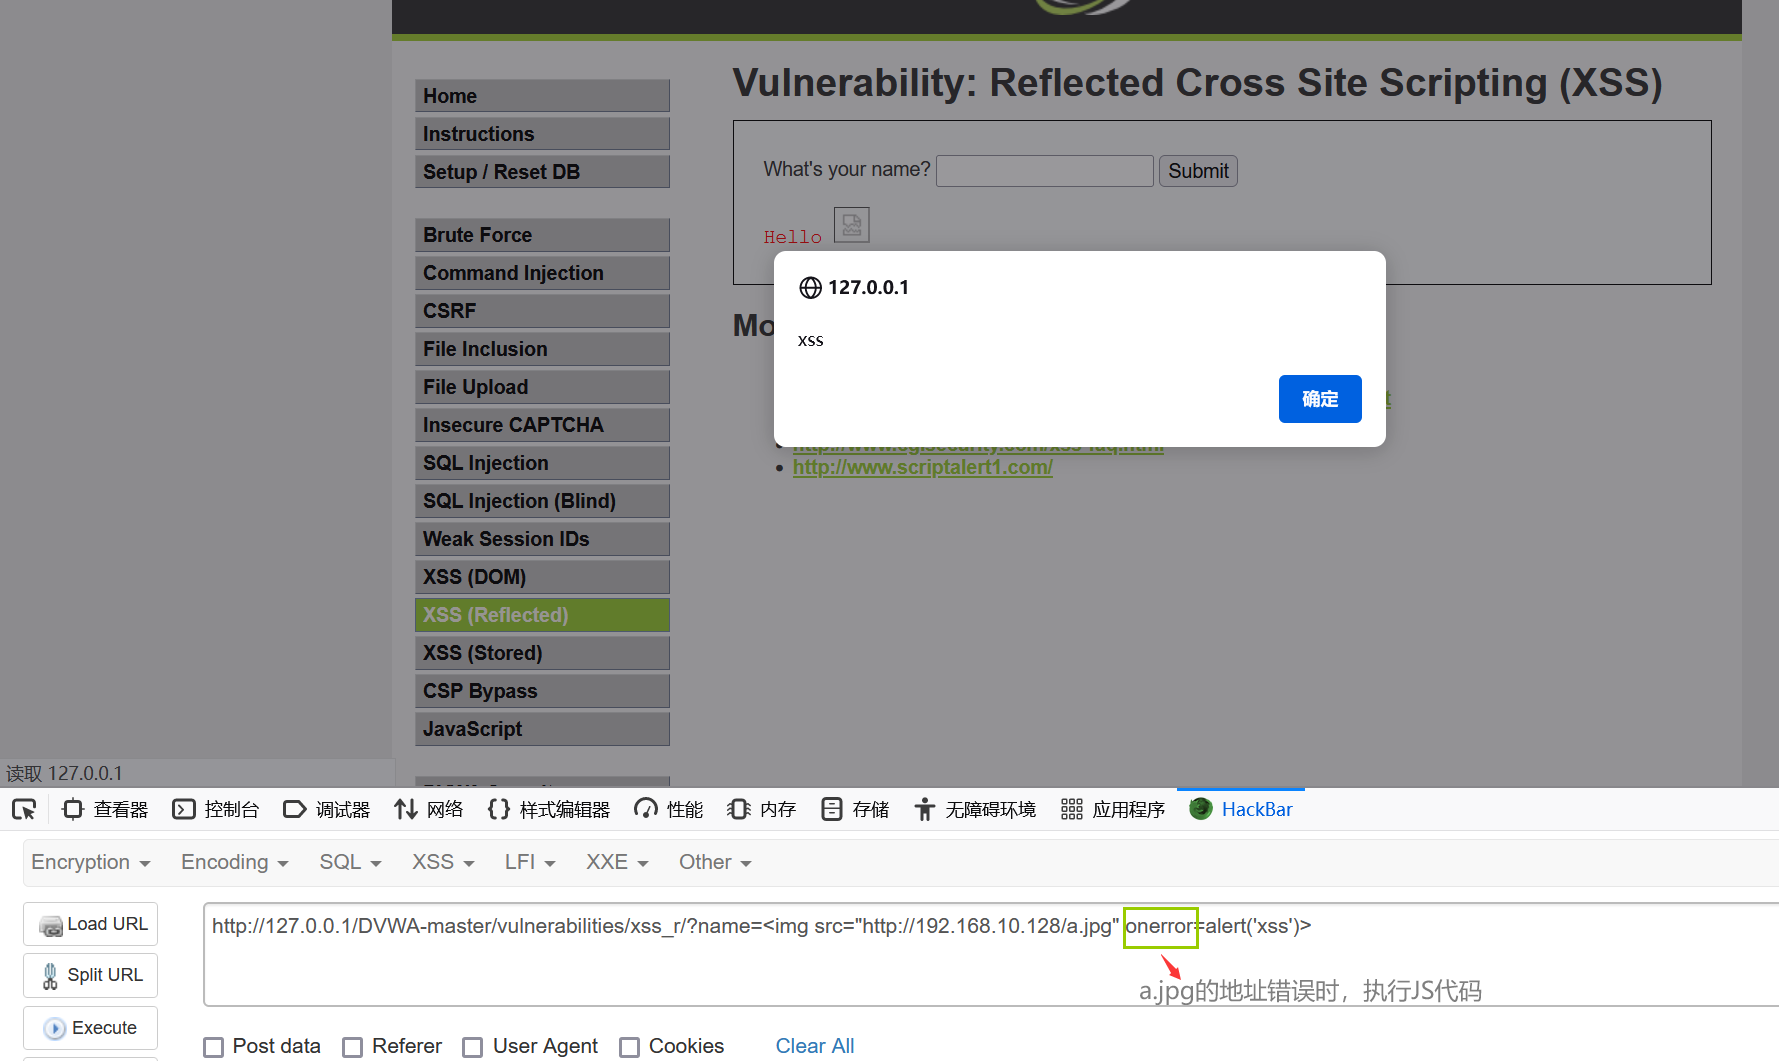 Vulnerability: Reflected Cross Site Scripting (XSS)
Home
Instructions
Setup / Reset DB
Brute Force
Command Injection
CSRF
File Inclusion
File Upload
Insecure CAPTCHA
SQL Injection
SQL Injection (Blind)
Weak Session IDs
XSS (DOM)
XSS (Reflected)
XSS (Stored)
CSP Bypass
JavaScript
What's your name? Submit
Hello
Mo
127.0.0.1
xss
确定
t
http://www.cgisecurity.com/xss-faq.html
http://www.scriptalert1.com/
读取 127.0.0.1
查看器 控制台 调试器 网络 样式编辑器 性能 内存 存储 无障碍环境 应用程序 HackBar
Encryption Encoding SQL XSS LFI XXE Other
Load URL
Split URL
Execute
http://127.0.0.1/DVWA-master/vulnerabilities/xss_r/?name=<img src="http://192.168.10.128/a.jpg" onerror=alert('xss')>
a.jpg的地址错误时，执行JS代码
Post data Referer User Agent Cookies Clear All